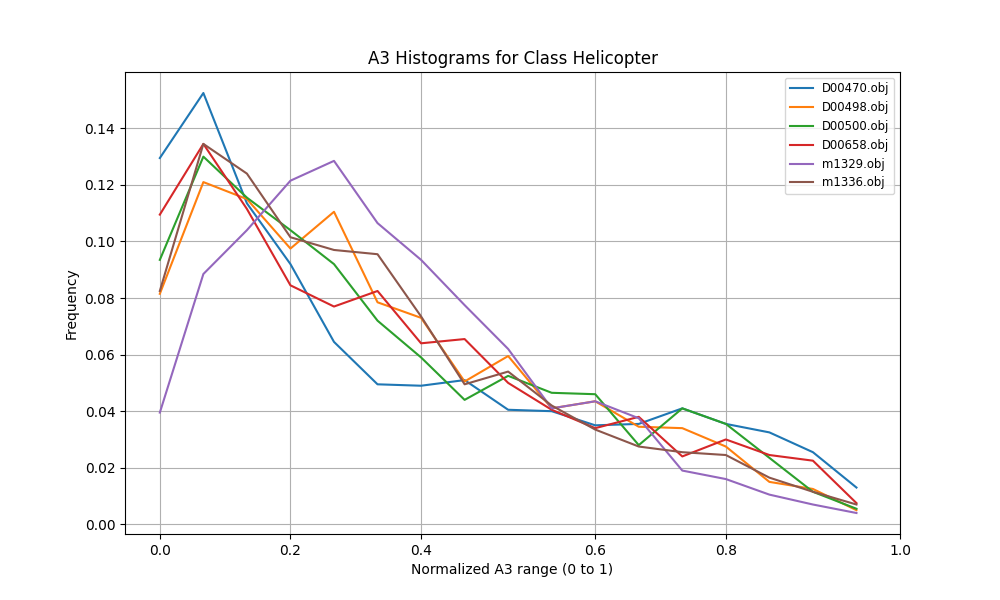 A3 Histograms for Class Helicopter
D00470.obj
D00498.obj
D00500.obj
D00658.obj
m1329.obj
m1336.obj
Frequency
0.14
0.12
0.10
0.08
0.06
0.04
0.02
0.00
0.0 0.2 0.4 0.6 0.8 1.0
Normalized A3 range (0 to 1)